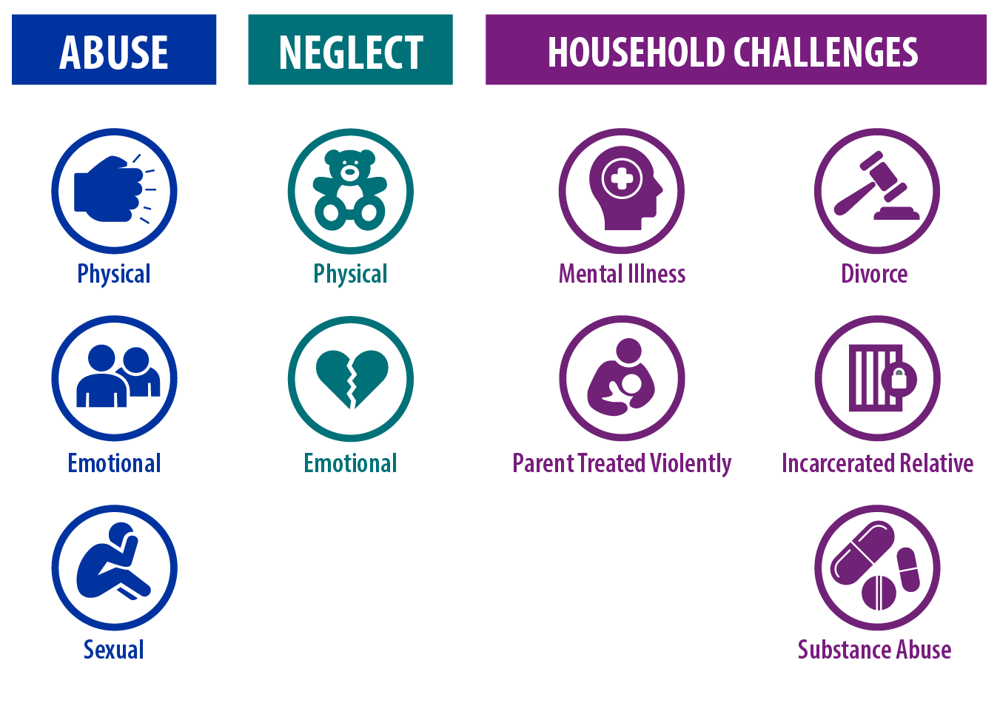 ABUSE
Physical
Emotional
Sexual
NEGLECT
Physical
Emotional
HOUSEHOLD CHALLENGES
Mental Illness
Divorce
Parent Treated Violently
Incarcerated Relative
Substance Abuse